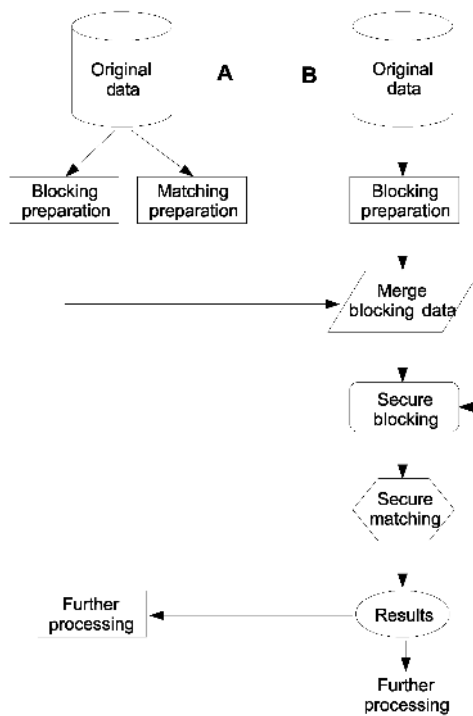 Original
data
A
B
Original
data
Blocking
preparation
Matching
preparation
Blocking
preparation
Merge
blocking data
Secure
blocking
Secure
matching
Further
processing
Results
Further
processing